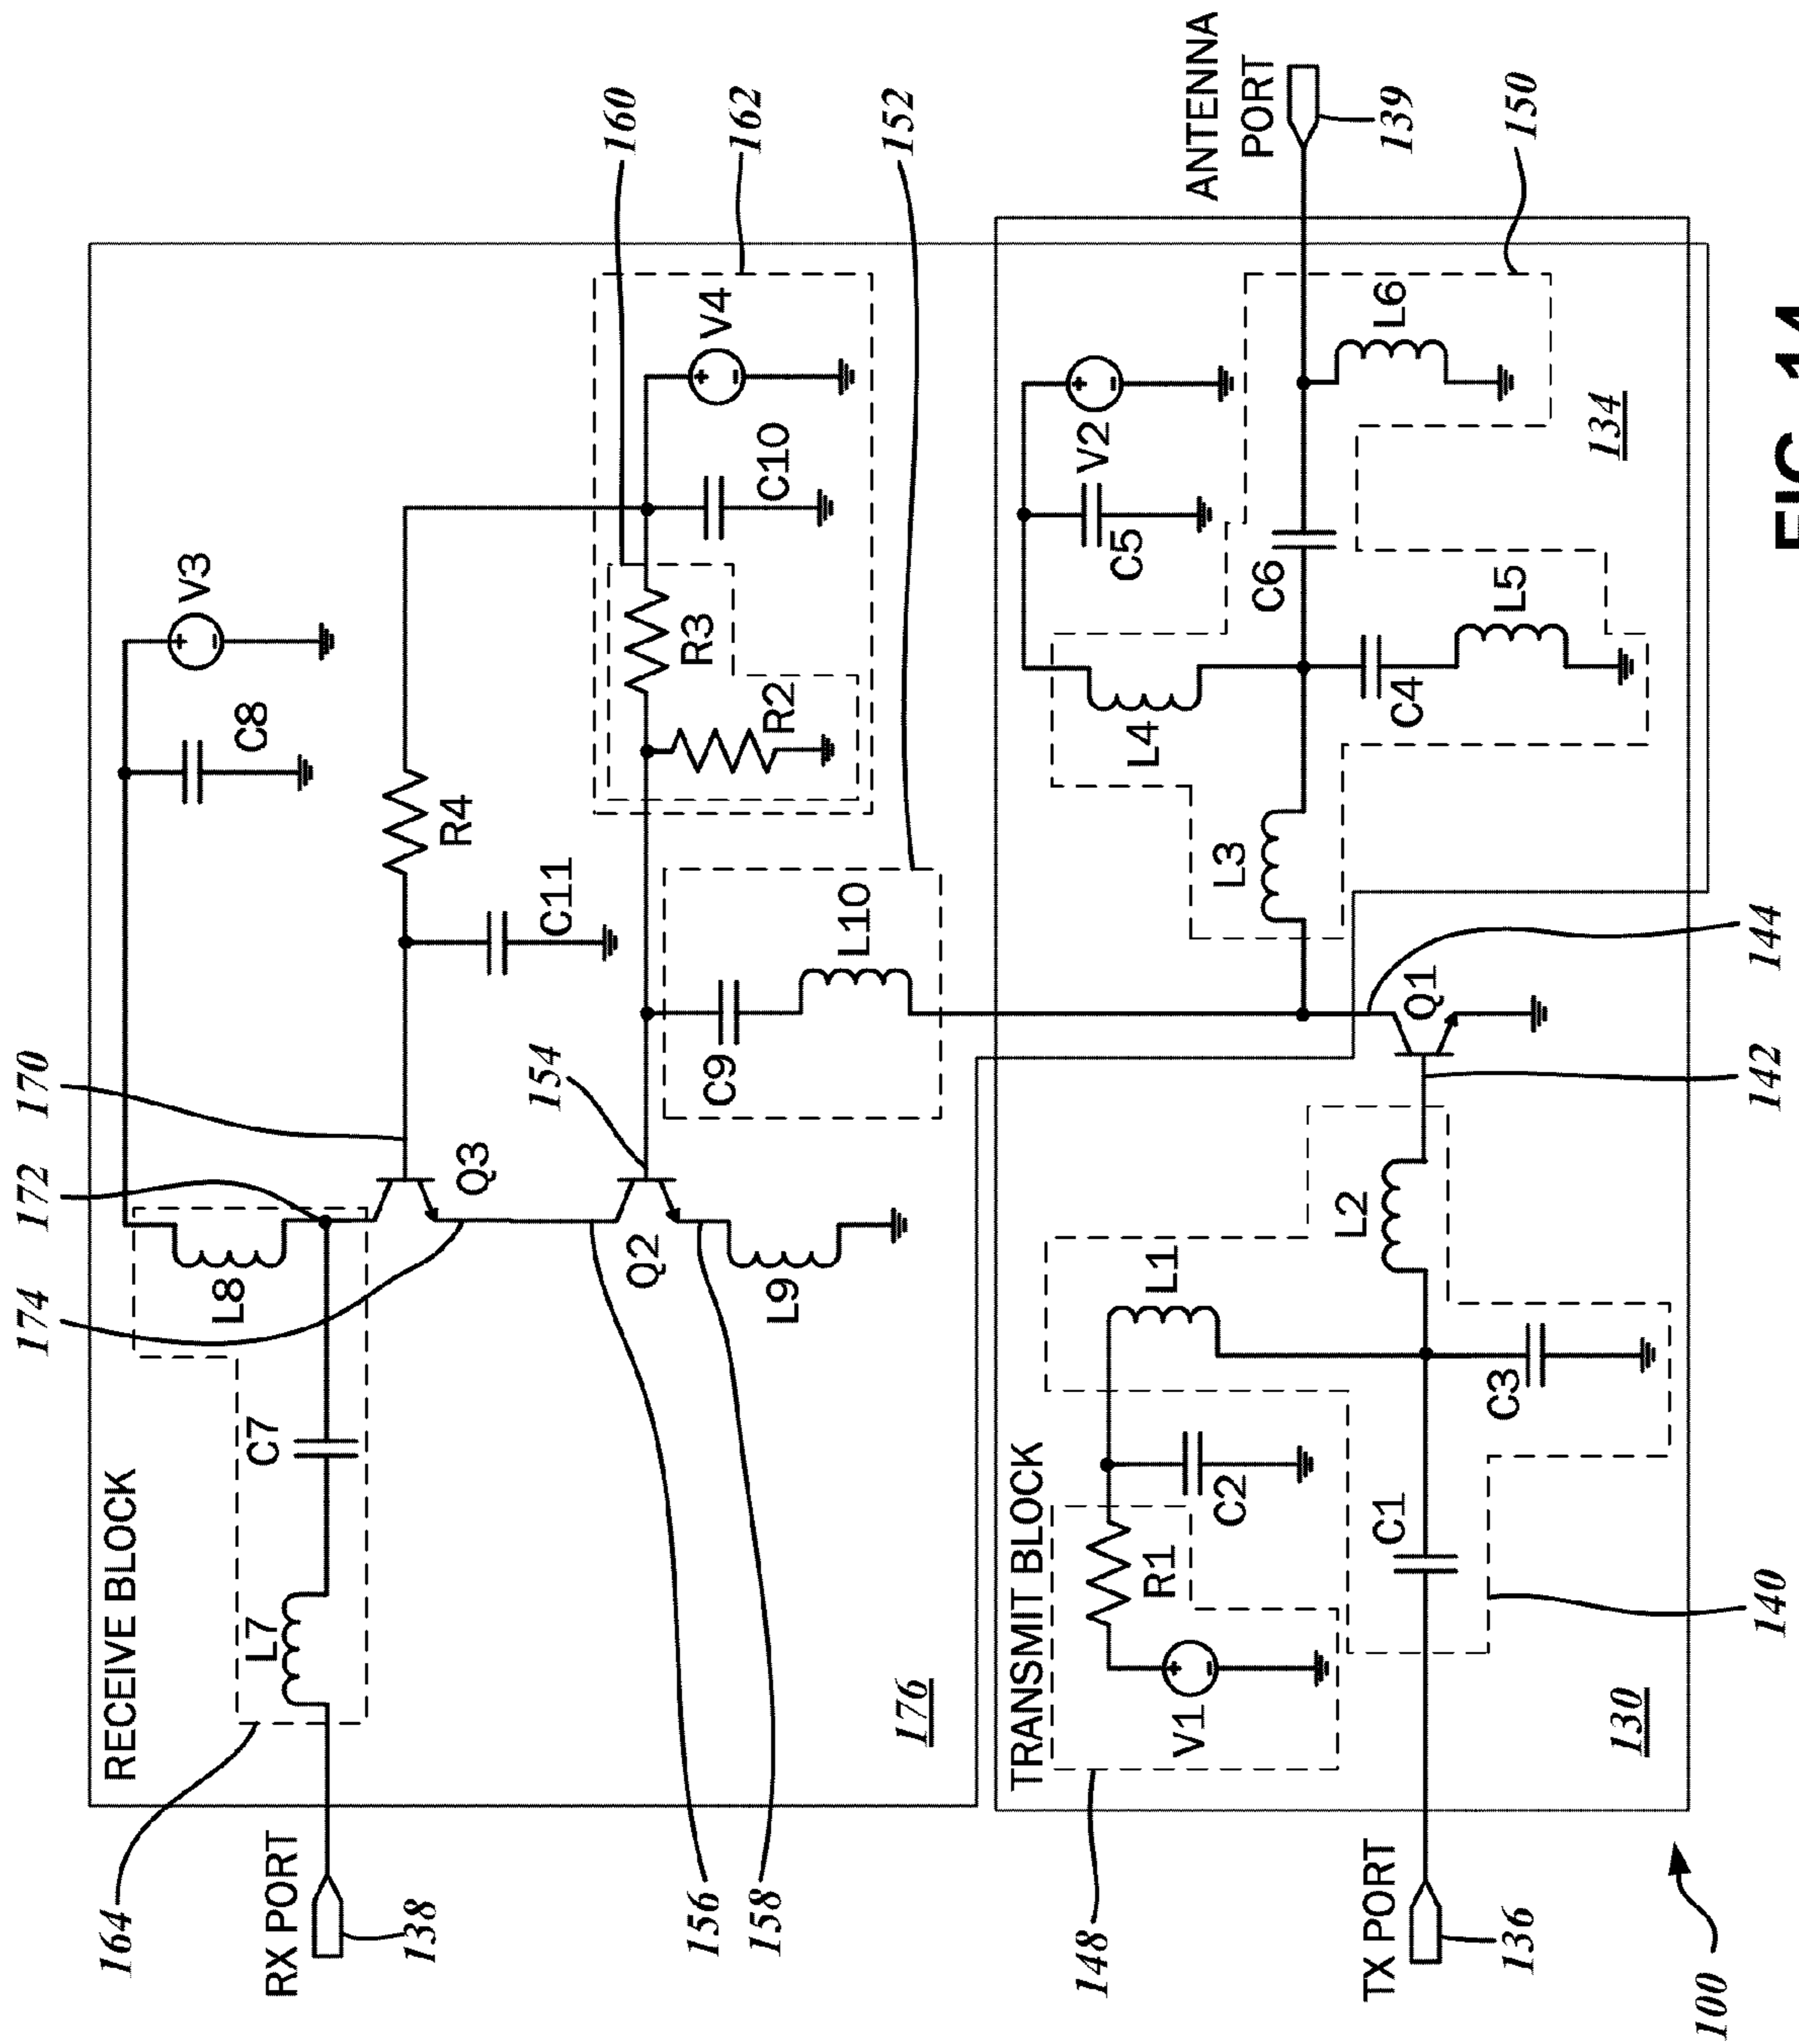 170
172
174
RECEIVE BLOCK
164
RX PORT
138
L7
C7
L8
Q3
C8
V3
R4
C11
160
162
152
V4
C10
R3
R2
154
Q2
L9
C9
L10
156
158
176
TRANSMIT BLOCK
148
V1
R1
C2
L1
L2
C1
C3
140
130
TX PORT
136
100
Q1
142
144
L3
L4
C5
V2
C6
C4
L5
L6
134
150
ANTENNA
PORT
139